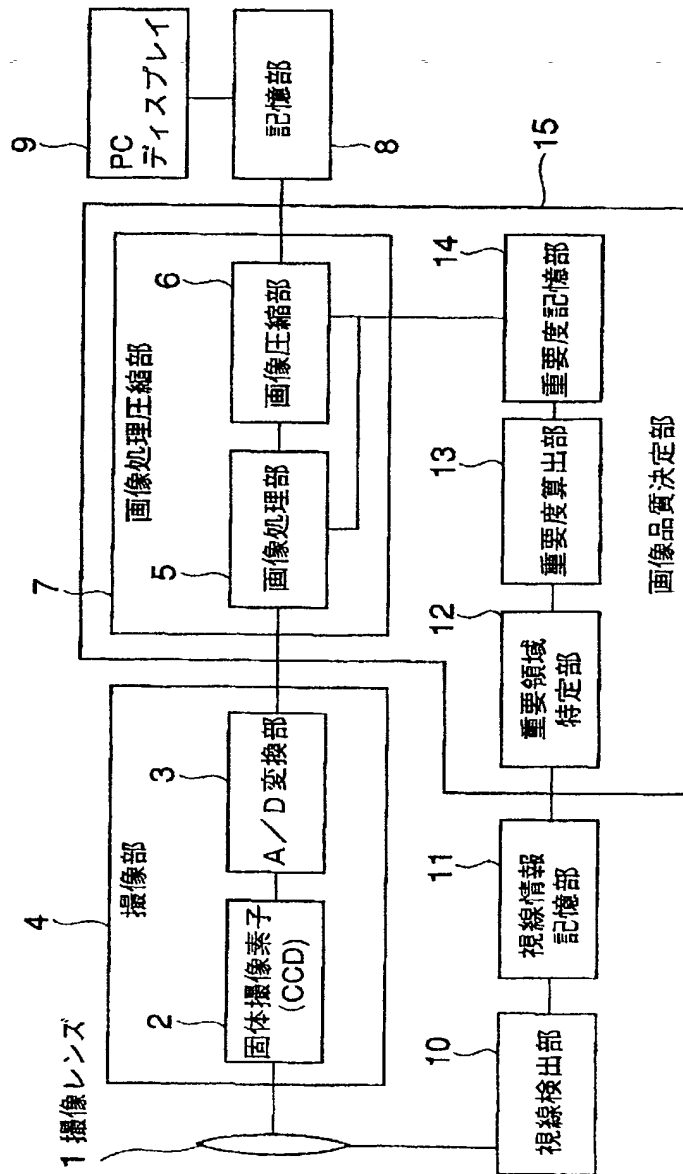 1 撮像レンズ
4
撮像部
2
固体撮像素子
(CCD)
3
A/D変換部
7
画像処理圧縮部
5
画像処理部
6
画像圧縮部
9
PC
ディスプレイ
記憶部
8
10
視線検出部
11
視線情報
記憶部
12
重要領域
特定部
13
重要度算出部
14
重要度記憶部
15
画像品質決定部